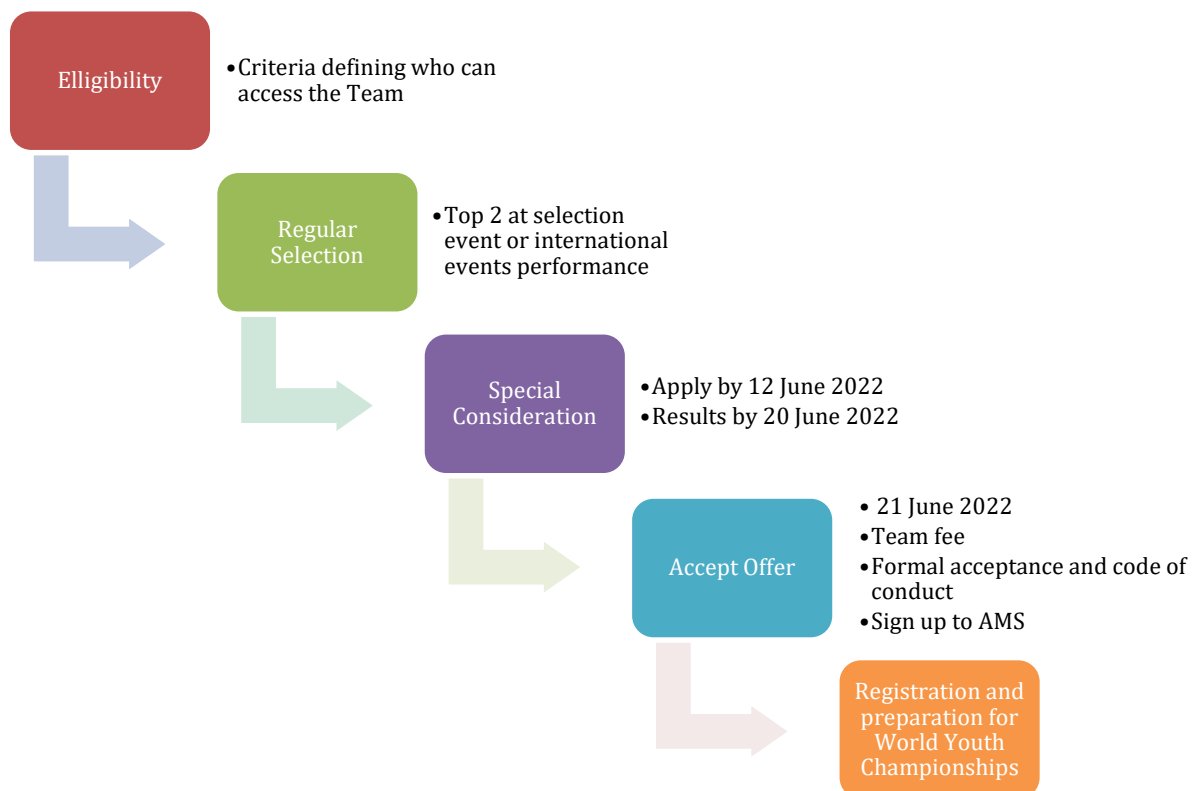 Elligibility
•Criteria defining who can
access the Team
Regular
Selection
•Top 2 at selection
event or international
events performance
Special
Consideration
•Apply by 12 June 2022
•Results by 20 June 2022
Accept Offer
• 21 June 2022
•Team fee
•Formal acceptance and code of
conduct
•Sign up to AMS
Registration and
preparation for
World Youth
Championships